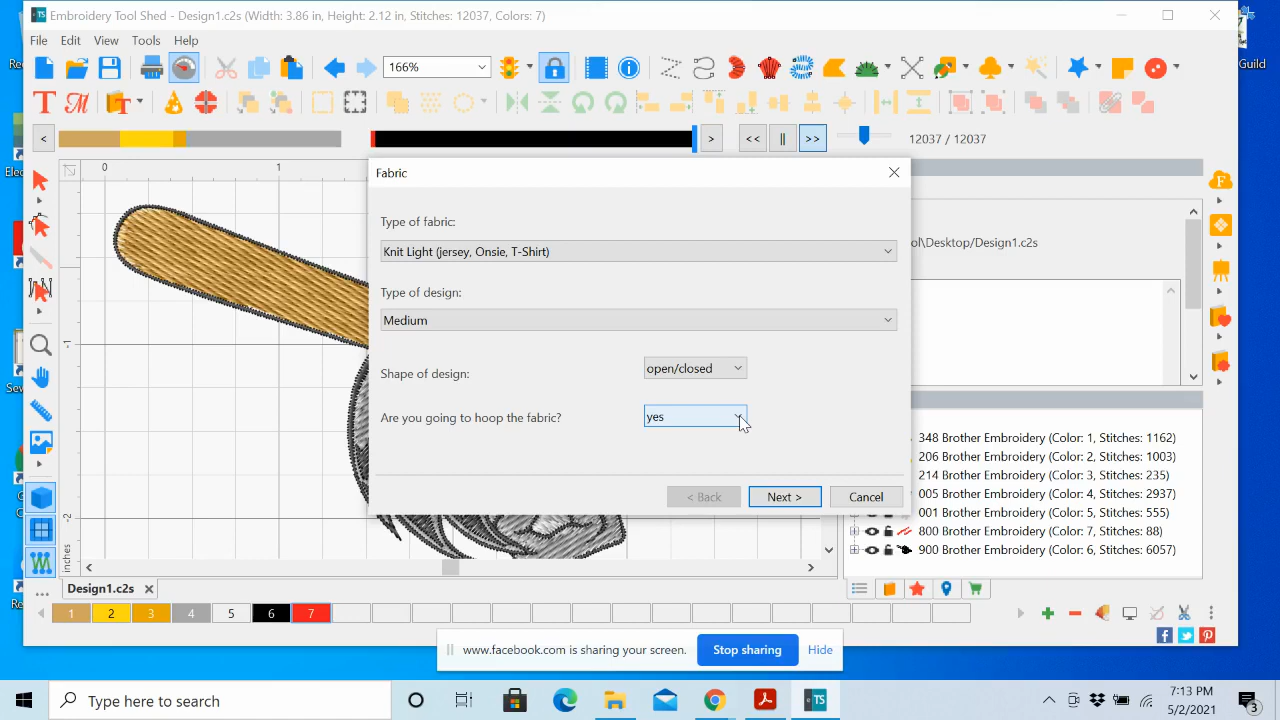 Embroidery Tool Shed - Design1.c2s (Width: 3.86 in, Height: 2.12 in, Stitches: 12037, Colors: 7)
File Edit View Tools Help
166%
Guild
< > << || >> 12037 / 12037
0 1
Fabric
Type of fabric:
Knit Light (jersey, Onsie, T-Shirt)
ol\Desktop/Design1.c2s
Type of design:
Medium
-1
Shape of design: open/closed
Are you going to hoop the fabric? yes
348 Brother Embroidery (Color: 1, Stitches: 1162)
206 Brother Embroidery (Color: 2, Stitches: 1003)
214 Brother Embroidery (Color: 3, Stitches: 235)
005 Brother Embroidery (Color: 4, Stitches: 2937)
001 Brother Embroidery (Color: 5, Stitches: 555)
800 Brother Embroidery (Color: 7, Stitches: 88)
900 Brother Embroidery (Color: 6, Stitches: 6057)
< Back Next > Cancel
-2
inches
Design1.c2s
1 2 3 4 5 6 7
www.facebook.com is sharing your screen. Stop sharing Hide
Type here to search
7:13 PM
5/2/2021
3